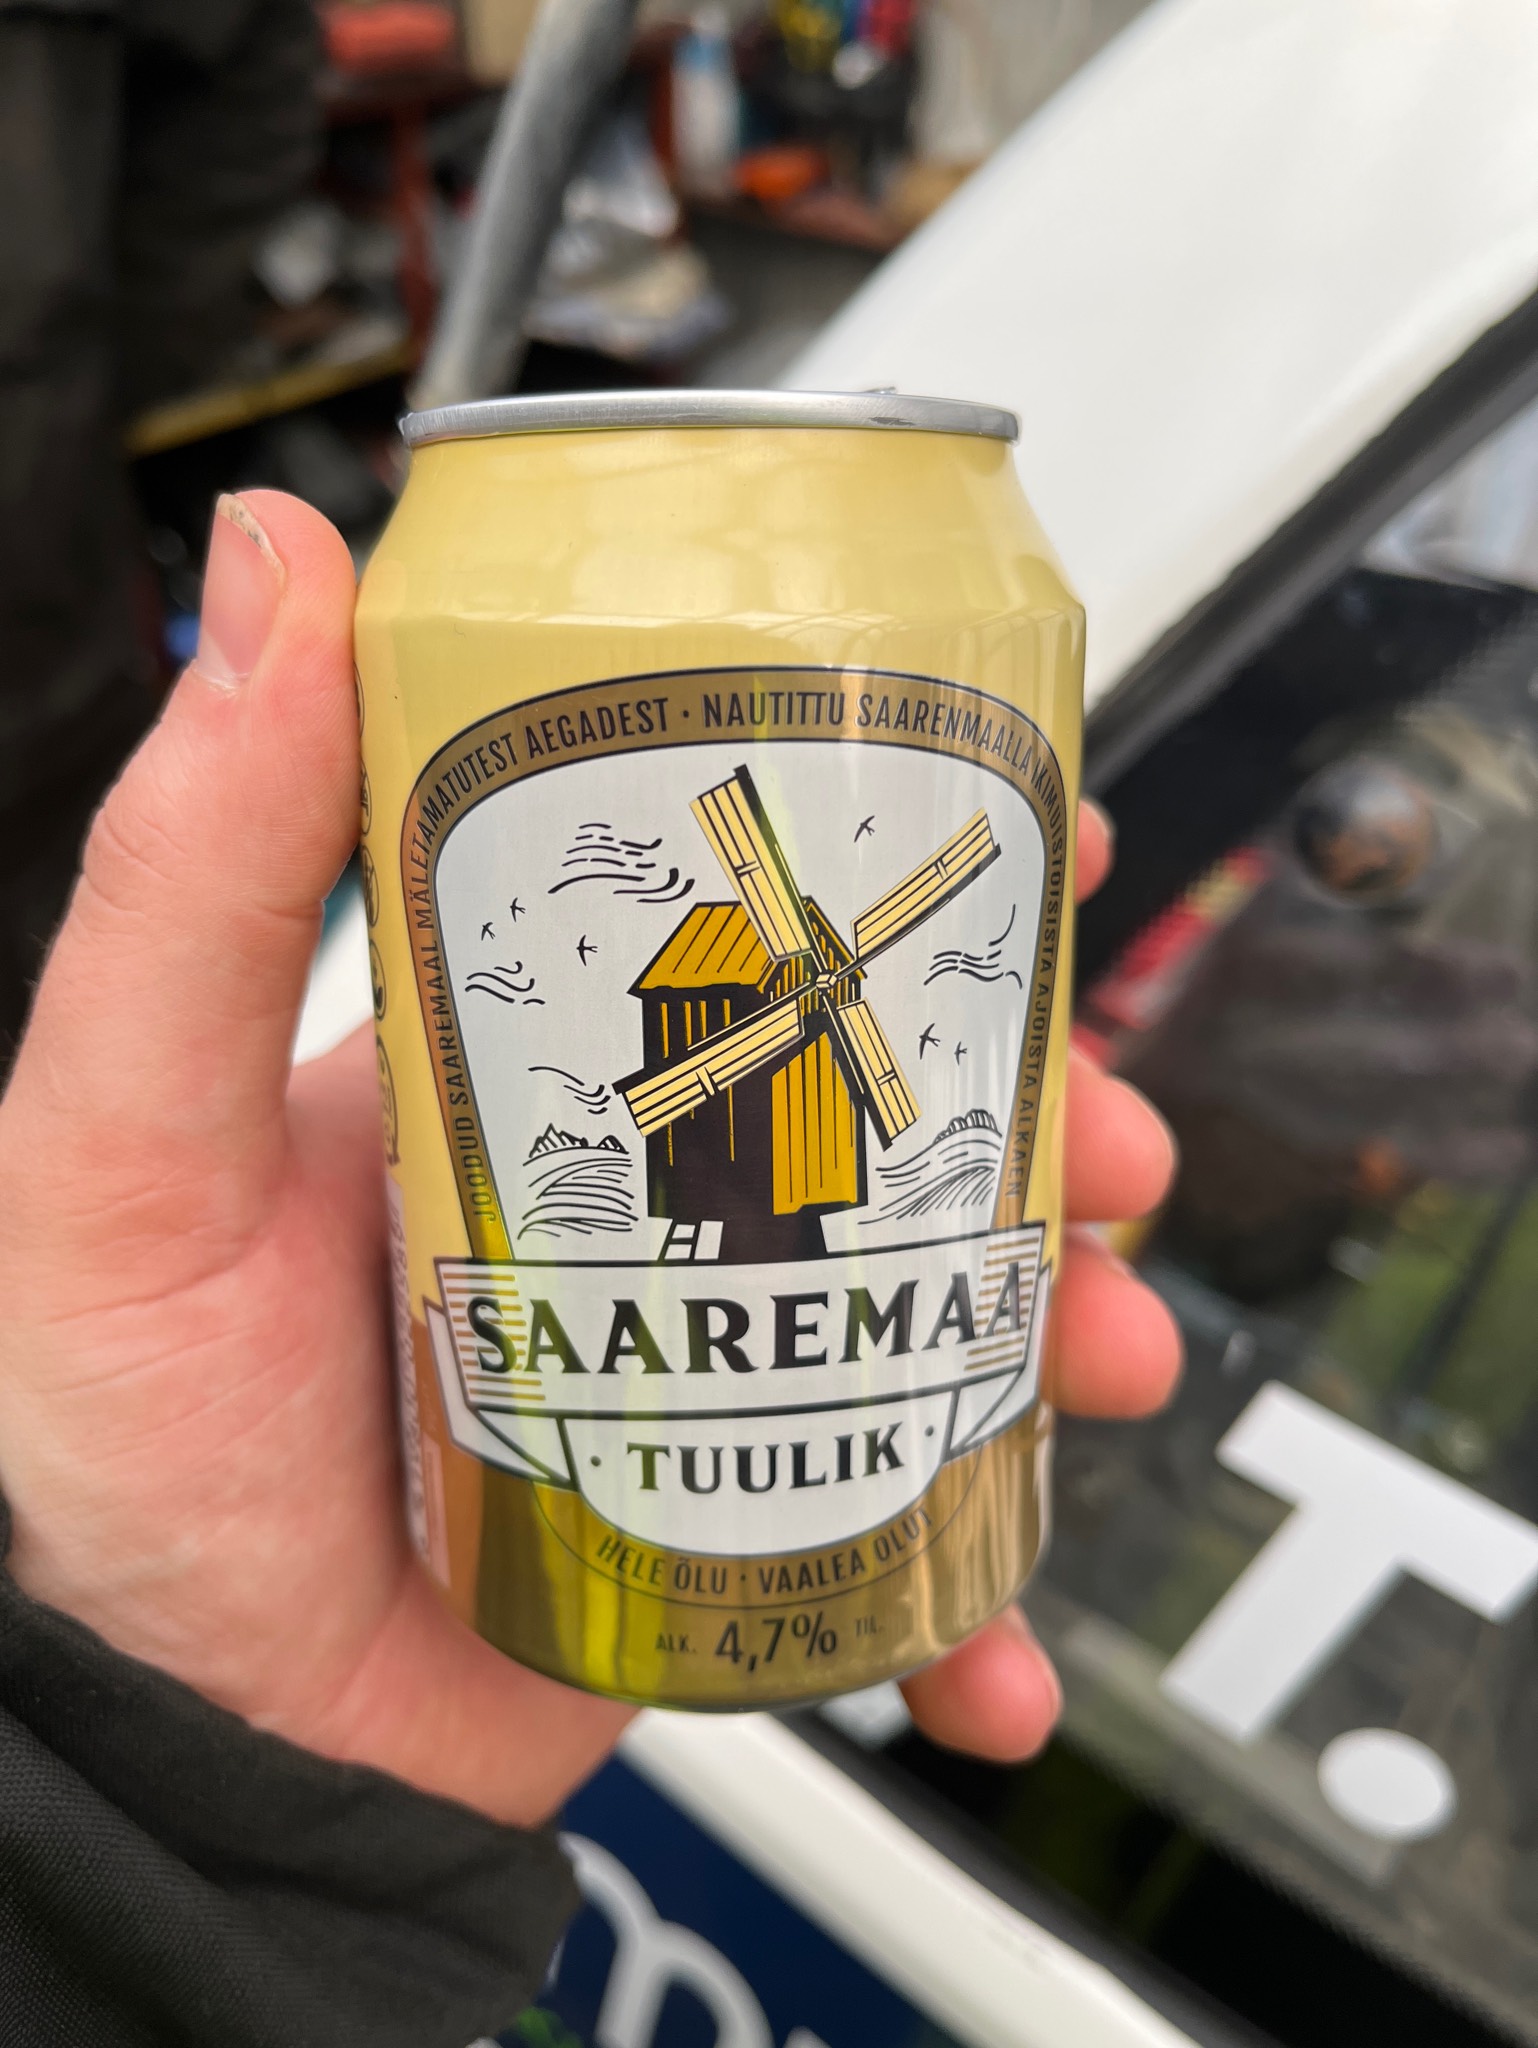 JOODUD SAAREMAAL MÄLETAMATUTEST AEGADEST · NAUTITTU SAARENMAALLA IKIMUISTOISISTA AJOISTA ALKAEN
SAAREMAA
· TUULIK ·
HELE ÕLU · VAALEA OLUT
ALK. 4,7% TIL.
T.